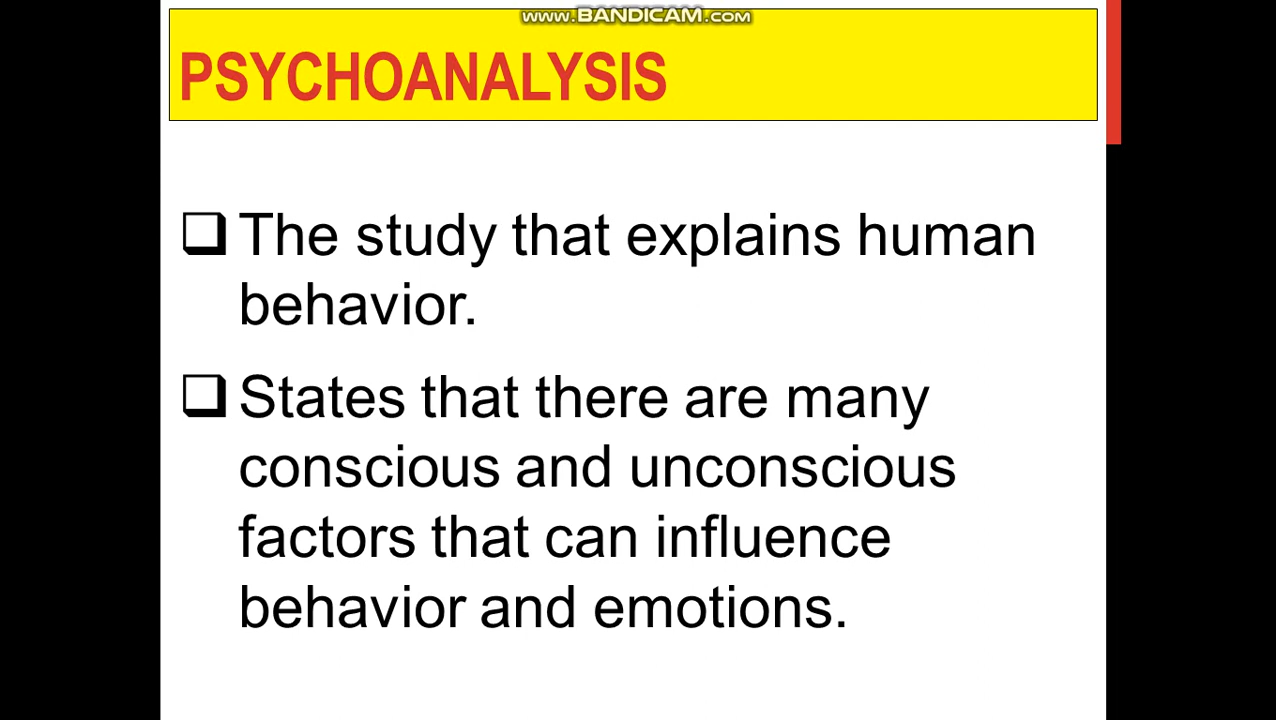 www.BANDICAM.com
PSYCHOANALYSIS
❑ The study that explains human
behavior.
❑ States that there are many
conscious and unconscious
factors that can influence
behavior and emotions.